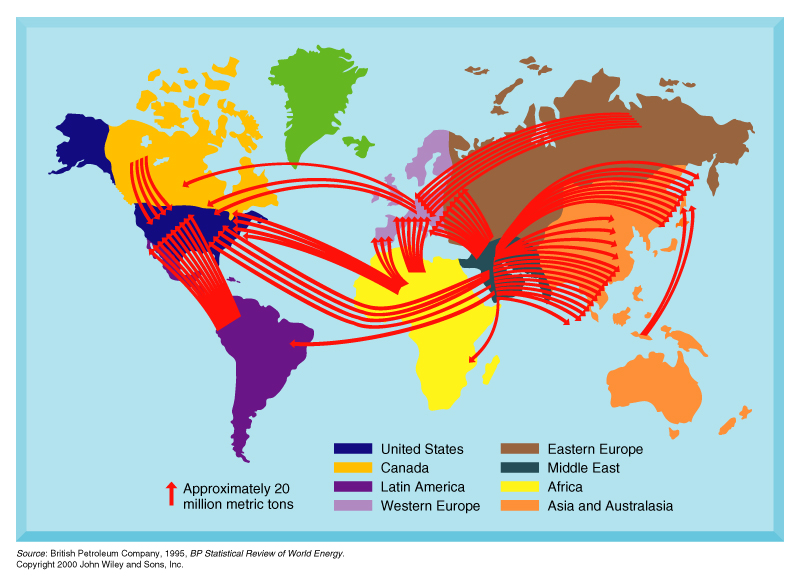 United States
Canada
Latin America
Western Europe
Eastern Europe
Middle East
Africa
Asia and Australasia
Approximately 20
million metric tons
Source: British Petroleum Company, 1995, BP Statistical Review of World Energy.
Copyright 2000 John Wiley and Sons, Inc.